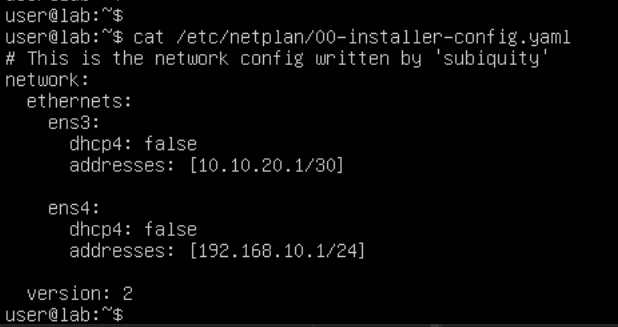 user@lab:~$
user@lab:~$ cat /etc/netplan/00-installer-config.yaml
# This is the network config written by 'subiquity'
network:
  ethernets:
    ens3:
      dhcp4: false
      addresses: [10.10.20.1/30]

    ens4:
      dhcp4: false
      addresses: [192.168.10.1/24]

  version: 2
user@lab:~$